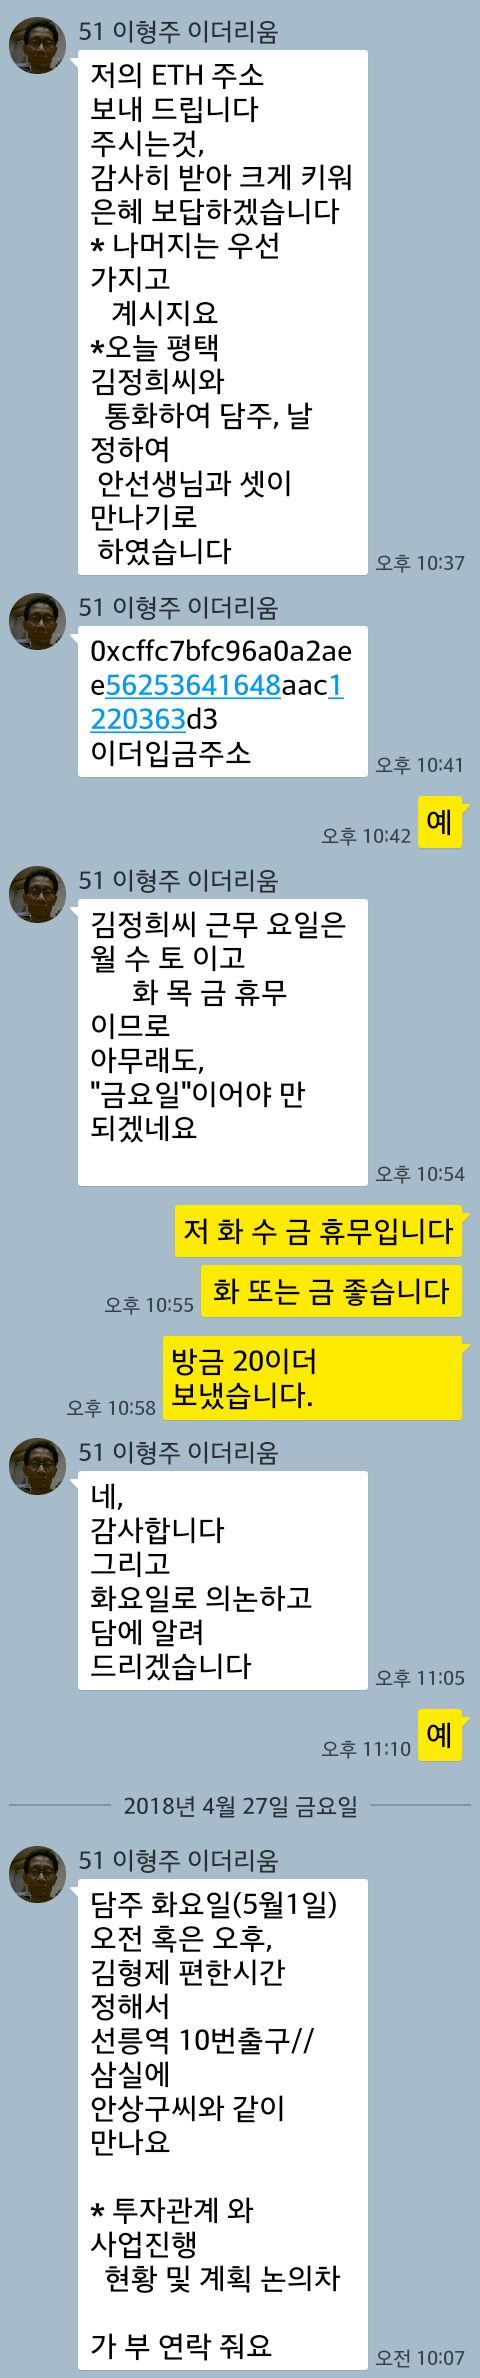 51 이형주 이더리움
저의 ETH 주소
보내 드립니다
주시는것,
감사히 받아 크게 키워
은혜 보답하겠습니다
* 나머지는 우선
가지고
계시지요
*오늘 평택
김정희씨와
통화하여 담주, 날
정하여
안선생님과 셋이
만나기로
하였습니다
오후 10:37
51 이형주 이더리움
0xcffc7bfc96a0a2ae
e56253641648aac1
220363d3
이더입금주소
오후 10:41
예
오후 10:42
51 이형주 이더리움
김정희씨 근무 요일은
월 수 토 이고
화 목 금 휴무
이므로
아무래도,
"금요일"이어야 만
되겠네요
오후 10:54
저 화 수 금 휴무입니다
화 또는 금 좋습니다
오후 10:55
방금 20이더
보냈습니다.
오후 10:58
51 이형주 이더리움
네,
감사합니다
그리고
화요일로 의논하고
담에 알려
드리겠습니다
오후 11:05
예
오후 11:10
2018년 4월 27일 금요일
51 이형주 이더리움
담주 화요일(5월1일)
오전 혹은 오후,
김형제 편한시간
정해서
선릉역 10번출구//
삼실에
안상구씨와 같이
만나요
* 투자관계 와
사업진행
현황 및 계획 논의차
가 부 연락 줘요
오전 10:07